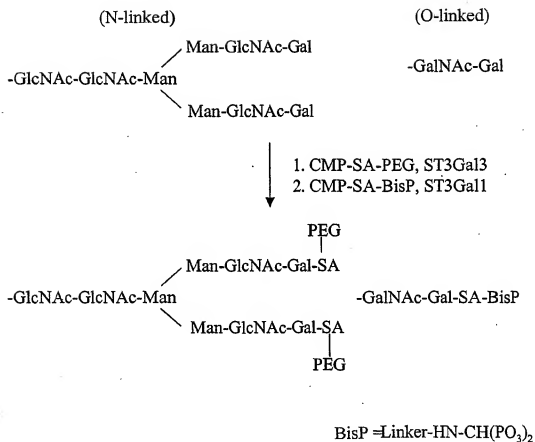 (N-linked) (O-linked)
Man-GlcNAc-Gal
-GalNAc-Gal
-GlcNAc-GlcNAc-Man
Man-GlcNAc-Gal
1. CMP-SA-PEG, ST3Gal3
2. CMP-SA-BisP, ST3Gal1
PEG
Man-GlcNAc-Gal-SA
-GlcNAc-GlcNAc-Man -GalNAc-Gal-SA-BisP
Man-GlcNAc-Gal-SA
PEG
BisP =Linker-HN-CH(PO₃)₂